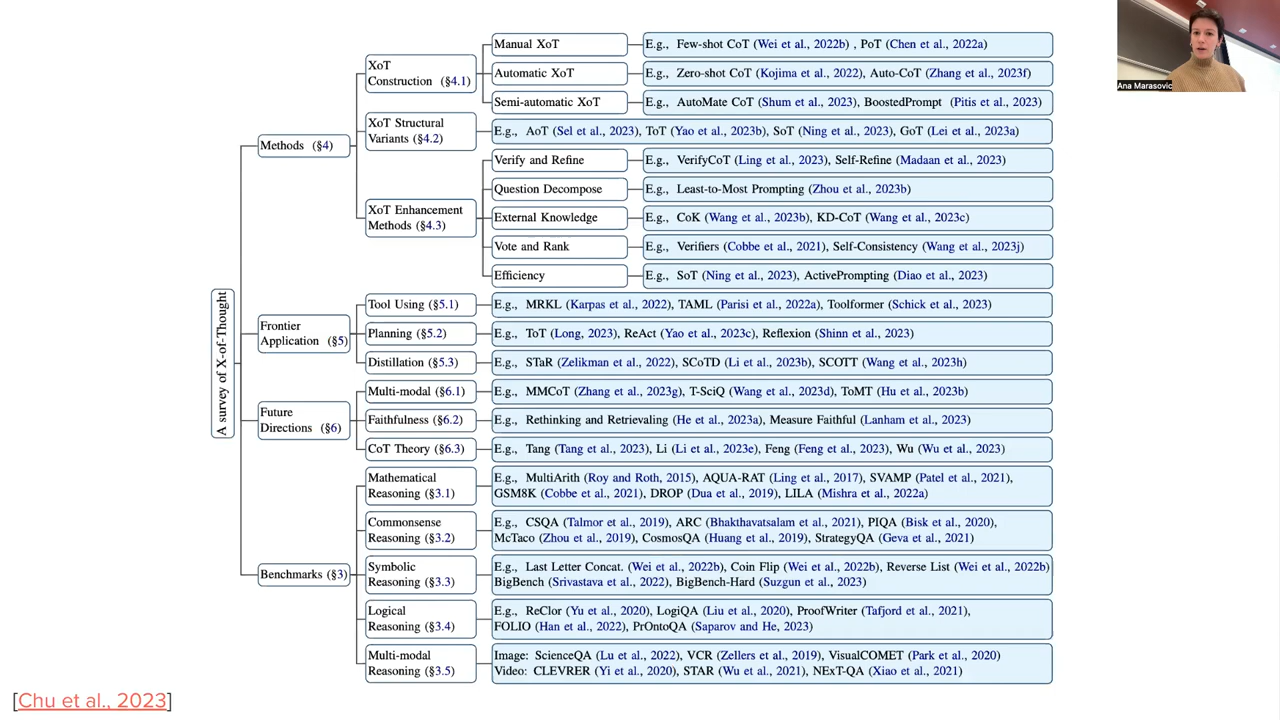 Ana Marasovic
A survey of X-of-Thought
Methods (§4)
XoT
Construction (§4.1)
Manual XoT
E.g., Few-shot CoT (Wei et al., 2022b) , PoT (Chen et al., 2022a)
Automatic XoT
E.g., Zero-shot CoT (Kojima et al., 2022), Auto-CoT (Zhang et al., 2023f)
Semi-automatic XoT
E.g., AutoMate CoT (Shum et al., 2023), BoostedPrompt (Pitis et al., 2023)
XoT Structural
Variants (§4.2)
E.g., AoT (Sel et al., 2023), ToT (Yao et al., 2023b), SoT (Ning et al., 2023), GoT (Lei et al., 2023a)
XoT Enhancement
Methods (§4.3)
Verify and Refine
E.g., VerifyCoT (Ling et al., 2023), Self-Refine (Madaan et al., 2023)
Question Decompose
E.g., Least-to-Most Prompting (Zhou et al., 2023b)
External Knowledge
E.g., CoK (Wang et al., 2023b), KD-CoT (Wang et al., 2023c)
Vote and Rank
E.g., Verifiers (Cobbe et al., 2021), Self-Consistency (Wang et al., 2023j)
Efficiency
E.g., SoT (Ning et al., 2023), ActivePrompting (Diao et al., 2023)
Frontier
Application (§5)
Tool Using (§5.1)
E.g., MRKL (Karpas et al., 2022), TAML (Parisi et al., 2022a), Toolformer (Schick et al., 2023)
Planning (§5.2)
E.g., ToT (Long, 2023), ReAct (Yao et al., 2023c), Reflexion (Shinn et al., 2023)
Distillation (§5.3)
E.g., STaR (Zelikman et al., 2022), SCoTD (Li et al., 2023b), SCOTT (Wang et al., 2023h)
Future
Directions (§6)
Multi-modal (§6.1)
E.g., MMCoT (Zhang et al., 2023g), T-SciQ (Wang et al., 2023d), ToMT (Hu et al., 2023b)
Faithfulness (§6.2)
E.g., Rethinking and Retrievaling (He et al., 2023a), Measure Faithful (Lanham et al., 2023)
CoT Theory (§6.3)
E.g., Tang (Tang et al., 2023), Li (Li et al., 2023e), Feng (Feng et al., 2023), Wu (Wu et al., 2023)
Benchmarks (§3)
Mathematical
Reasoning (§3.1)
E.g., MultiArith (Roy and Roth, 2015), AQUA-RAT (Ling et al., 2017), SVAMP (Patel et al., 2021),
GSM8K (Cobbe et al., 2021), DROP (Dua et al., 2019), LILA (Mishra et al., 2022a)
Commonsense
Reasoning (§3.2)
E.g., CSQA (Talmor et al., 2019), ARC (Bhakthavatsalam et al., 2021), PIQA (Bisk et al., 2020),
McTaco (Zhou et al., 2019), CosmosQA (Huang et al., 2019), StrategyQA (Geva et al., 2021)
Symbolic
Reasoning (§3.3)
E.g., Last Letter Concat. (Wei et al., 2022b), Coin Flip (Wei et al., 2022b), Reverse List (Wei et al., 2022b)
BigBench (Srivastava et al., 2022), BigBench-Hard (Suzgun et al., 2023)
Logical
Reasoning (§3.4)
E.g., ReClor (Yu et al., 2020), LogiQA (Liu et al., 2020), ProofWriter (Tafjord et al., 2021),
FOLIO (Han et al., 2022), PrOntoQA (Saparov and He, 2023)
Multi-modal
Reasoning (§3.5)
Image: ScienceQA (Lu et al., 2022), VCR (Zellers et al., 2019), VisualCOMET (Park et al., 2020)
Video: CLEVRER (Yi et al., 2020), STAR (Wu et al., 2021), NExT-QA (Xiao et al., 2021)
[Chu et al., 2023]